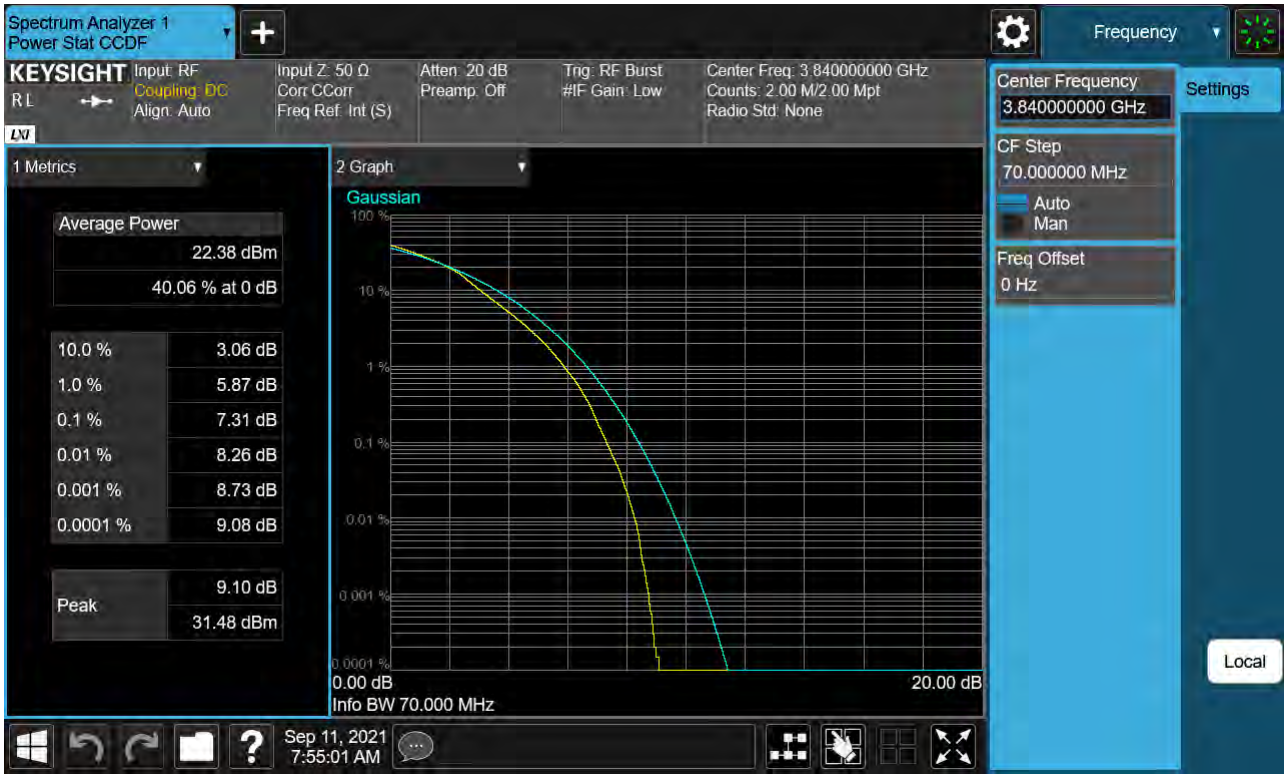 Spectrum Analyzer 1
Power Stat CCDF
Frequency
KEYSIGHT
R L
LXI
Input: RF
Coupling: DC
Align: Auto
Input Z: 50 Ω
Corr CCorr
Freq Ref: Int (S)
Atten: 20 dB
Preamp: Off
Trig: RF Burst
#IF Gain: Low
Center Freq: 3.840000000 GHz
Counts: 2.00 M/2.00 Mpt
Radio Std: None
Center Frequency
3.840000000 GHz
Settings
CF Step
70.000000 MHz
Auto
Man
Freq Offset
0 Hz
1 Metrics
Average Power
22.38 dBm
40.06 % at 0 dB
10.0 % 3.06 dB
1.0 % 5.87 dB
0.1 % 7.31 dB
0.01 % 8.26 dB
0.001 % 8.73 dB
0.0001 % 9.08 dB
Peak
9.10 dB
31.48 dBm
2 Graph
Gaussian
100 %
10 %
1 %
0.1 %
0.01 %
0.001 %
0.0001 %
0.00 dB 20.00 dB
Info BW 70.000 MHz
Local
?
Sep 11, 2021
7:55:01 AM